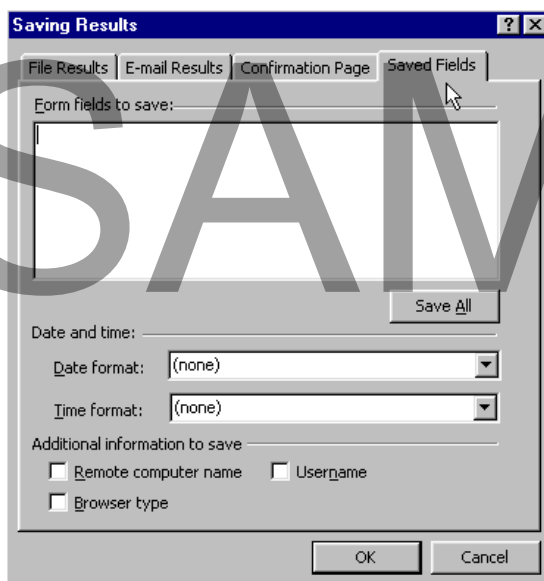 Saving Results
File Results E-mail Results Confirmation Page Saved Fields
Form fields to save:
Save All
Date and time:
Date format: (none)
Time format: (none)
Additional information to save
Remote computer name Username
Browser type
OK Cancel
SAM